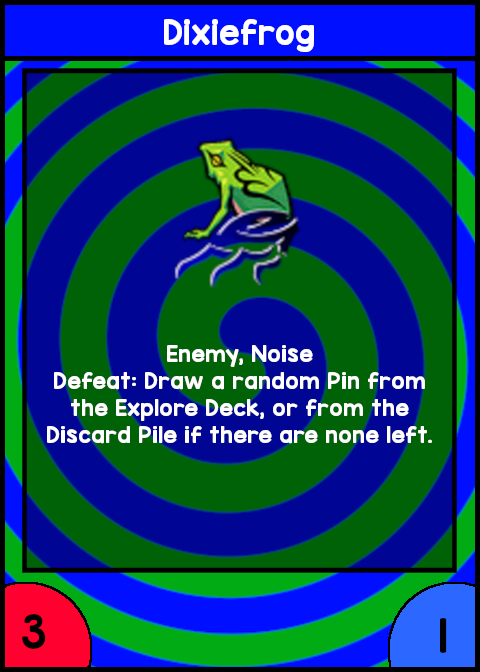 Dixiefrog
Enemy, Noise
Defeat: Draw a random Pin from
the Explore Deck, or from the
Discard Pile if there are none left.
3
1